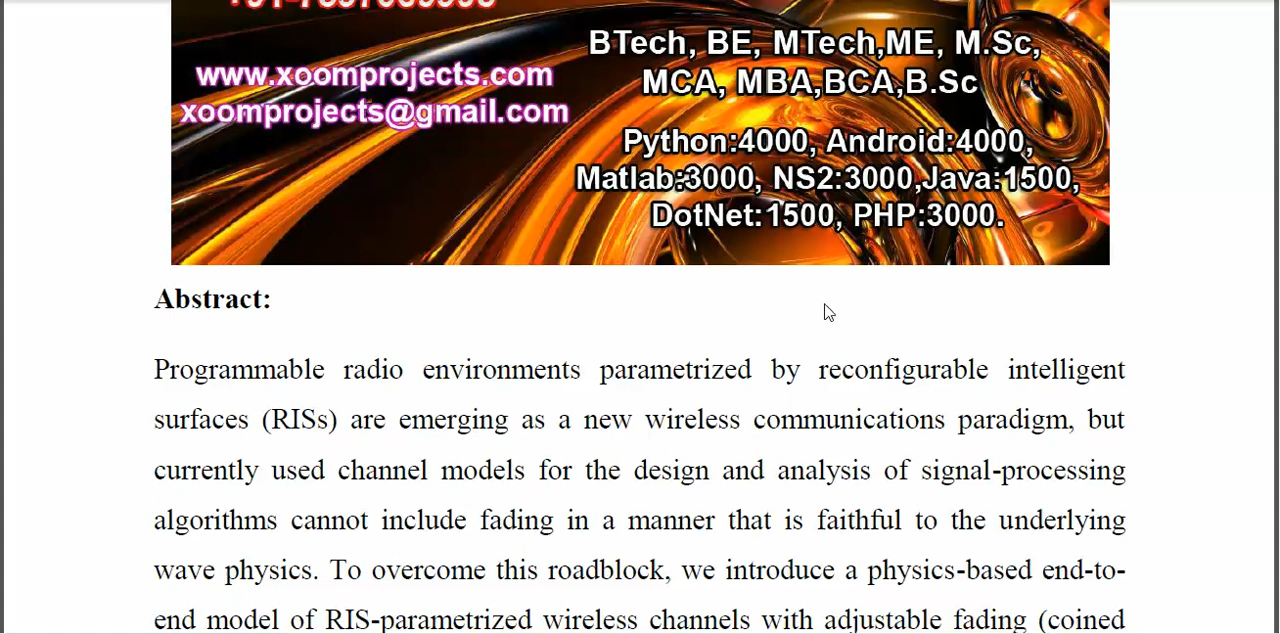 www.xoomprojects.com
xoomprojects@gmail.com
BTech, BE, MTech,ME, M.Sc,
MCA, MBA,BCA,B.Sc
Python:4000, Android:4000,
Matlab:3000, NS2:3000,Java:1500,
DotNet:1500, PHP:3000.
Abstract:
Programmable radio environments parametrized by reconfigurable intelligent
surfaces (RISs) are emerging as a new wireless communications paradigm, but
currently used channel models for the design and analysis of signal-processing
algorithms cannot include fading in a manner that is faithful to the underlying
wave physics. To overcome this roadblock, we introduce a physics-based end-to-
end model of RIS-parametrized wireless channels with adjustable fading (coined